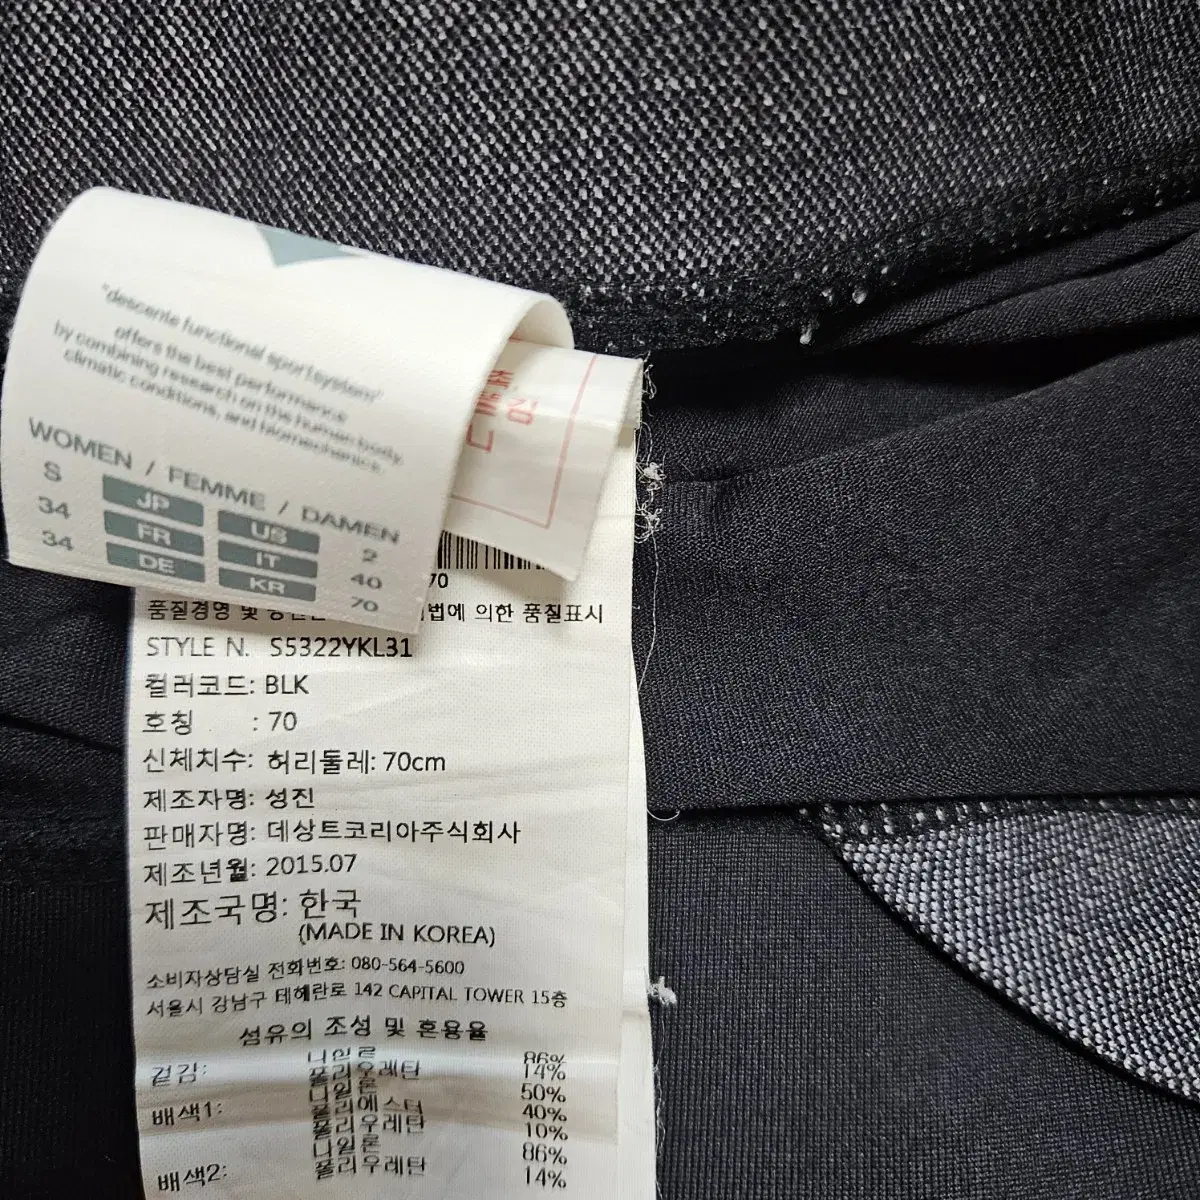 "descente functional sportsystem"
offers the best performance
by combining research on the human body,
climatic conditions, and biomechanics.
WOMEN / FEMME / DAMEN
S JP US 2
34 FR IT 40
34 DE KR 70
70
품질경영 및 법에 의한 품질표시
STYLE N. S5322YKL31
컬러코드: BLK
호칭 : 70
신체치수: 허리둘레: 70cm
제조자명: 성진
판매자명: 데상트코리아주식회사
제조년월: 2015.07
제조국명: 한국
(MADE IN KOREA)
소비자상담실 전화번호: 080-564-5600
서울시 강남구 테헤란로 142 CAPITAL TOWER 15층
섬유의 조성 및 혼용율
겉감: 나일론 86%
폴리우레탄 14%
배색1: 나일론 50%
폴리에스터 40%
폴리우레탄 10%
배색2: 나일론 86%
폴리우레탄 14%